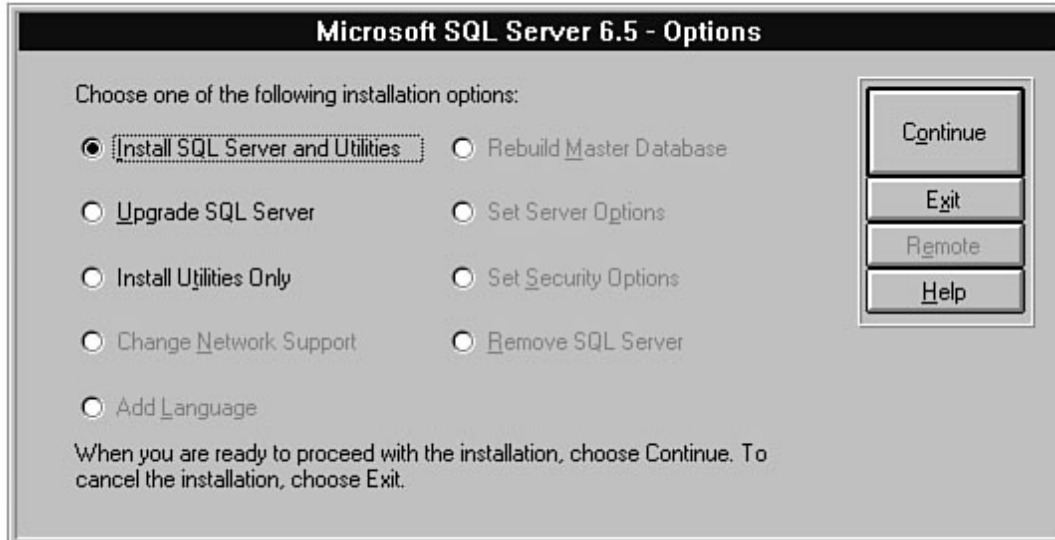 Microsoft SQL Server 6.5 - Options
Choose one of the following installation options:
Install SQL Server and Utilities
Rebuild Master Database
Upgrade SQL Server
Set Server Options
Install Utilities Only
Set Security Options
Change Network Support
Remove SQL Server
Add Language
When you are ready to proceed with the installation, choose Continue. To
cancel the installation, choose Exit.
Continue
Exit
Remote
Help